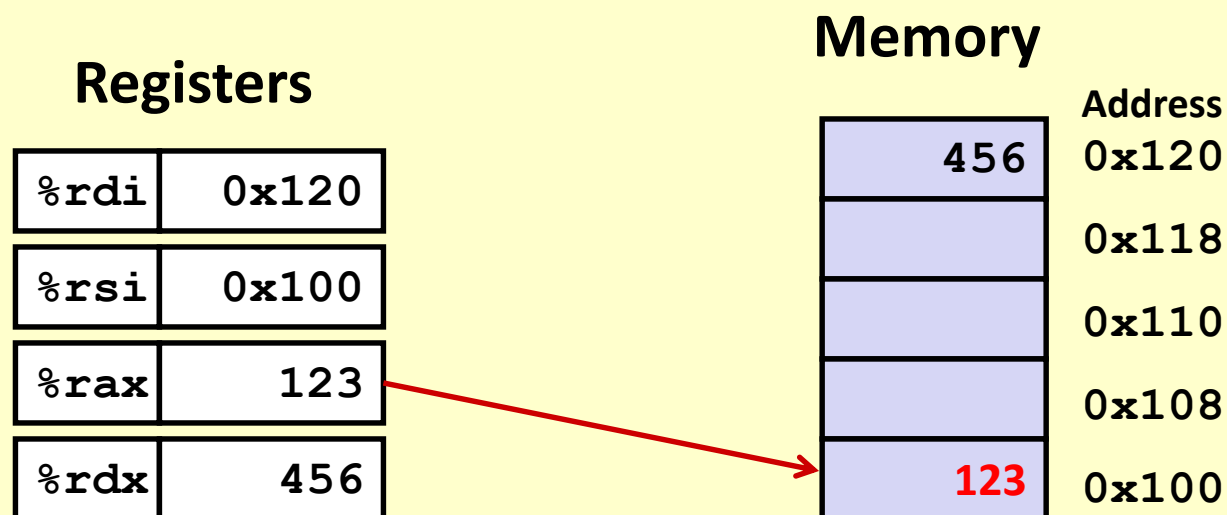 Registers
%rdi 0x120
%rsi 0x100
%rax 123
%rdx 456
Memory
Address
456 0x120
0x118
0x110
0x108
123 0x100